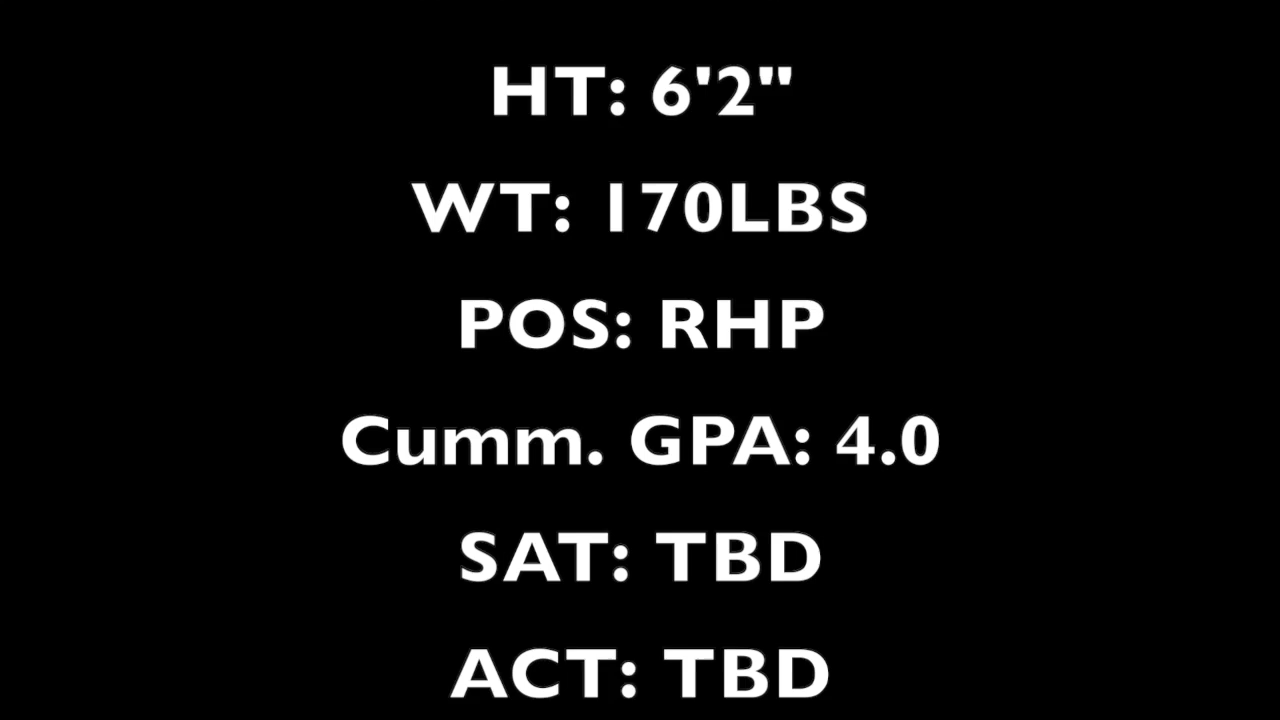 HT: 6'2"
WT: 170LBS
POS: RHP
Cumm. GPA: 4.0
SAT: TBD
ACT: TBD